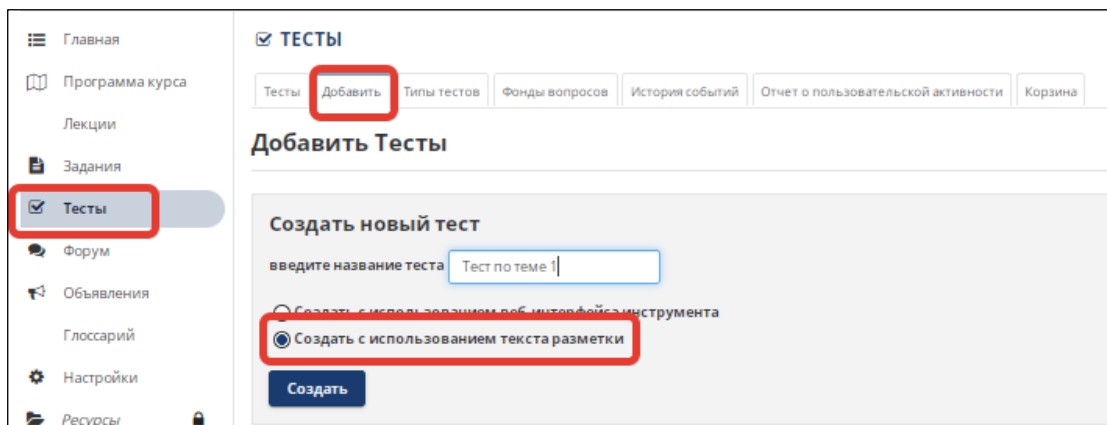 Главная
Программа курса
Лекции
Задания
Тесты
Форум
Объявления
Глоссарий
Настройки
Ресурсы
ТЕСТЫ
Тесты Добавить Типы тестов Фонды вопросов История событий Отчет о пользовательской активности Корзина
Добавить Тесты
Создать новый тест
введите название теста Тест по теме 1
Создать с использованием веб-интерфейса инструмента
Создать с использованием текста разметки
Создать